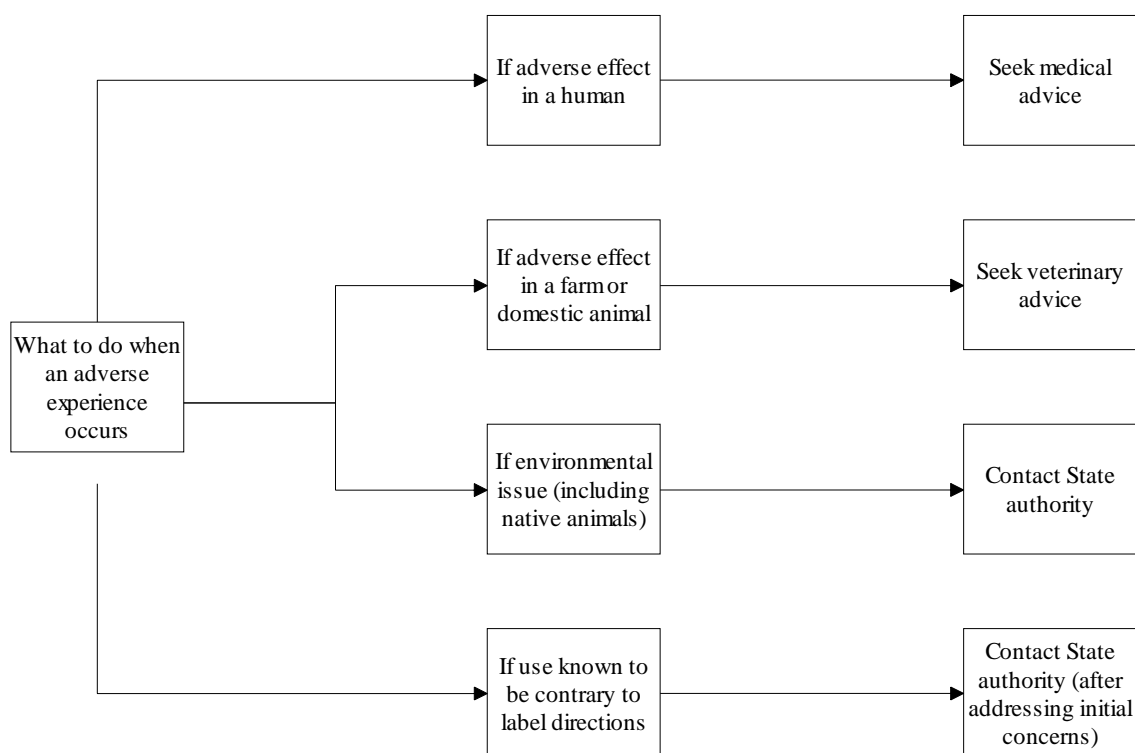 If adverse effect
in a human
Seek medical
advice
If adverse effect
in a farm or
domestic animal
Seek veterinary
advice
What to do when
an adverse
experience
occurs
If environmental
issue (including
native animals)
Contact State
authority
If use known to
be contrary to
label directions
Contact State
authority (after
addressing initial
concerns)